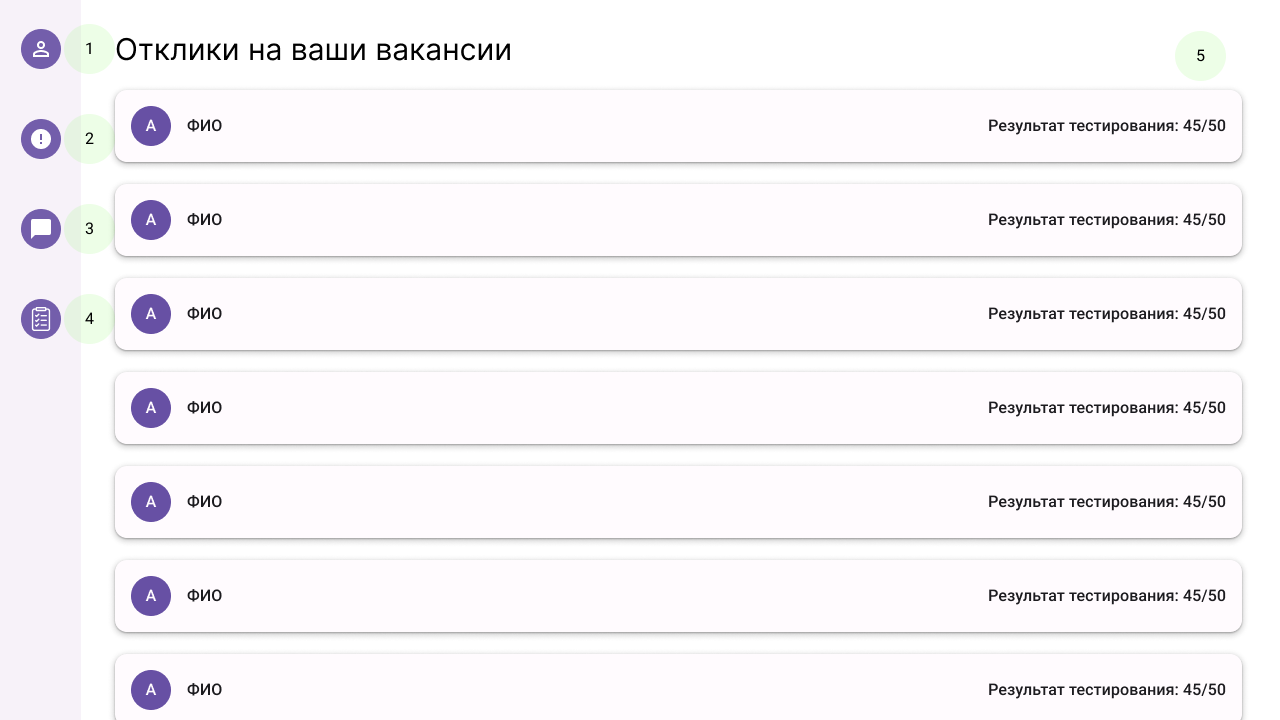 1
Отклики на ваши вакансии
5
А ФИО Результат тестирования: 45/50
2
А ФИО Результат тестирования: 45/50
3
А ФИО Результат тестирования: 45/50
4
А ФИО Результат тестирования: 45/50
А ФИО Результат тестирования: 45/50
А ФИО Результат тестирования: 45/50
А ФИО Результат тестирования: 45/50